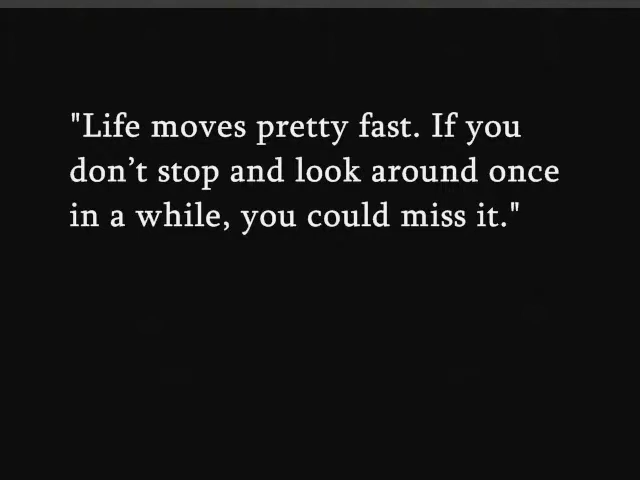 "Life moves pretty fast. If you
don’t stop and look around once
in a while, you could miss it."